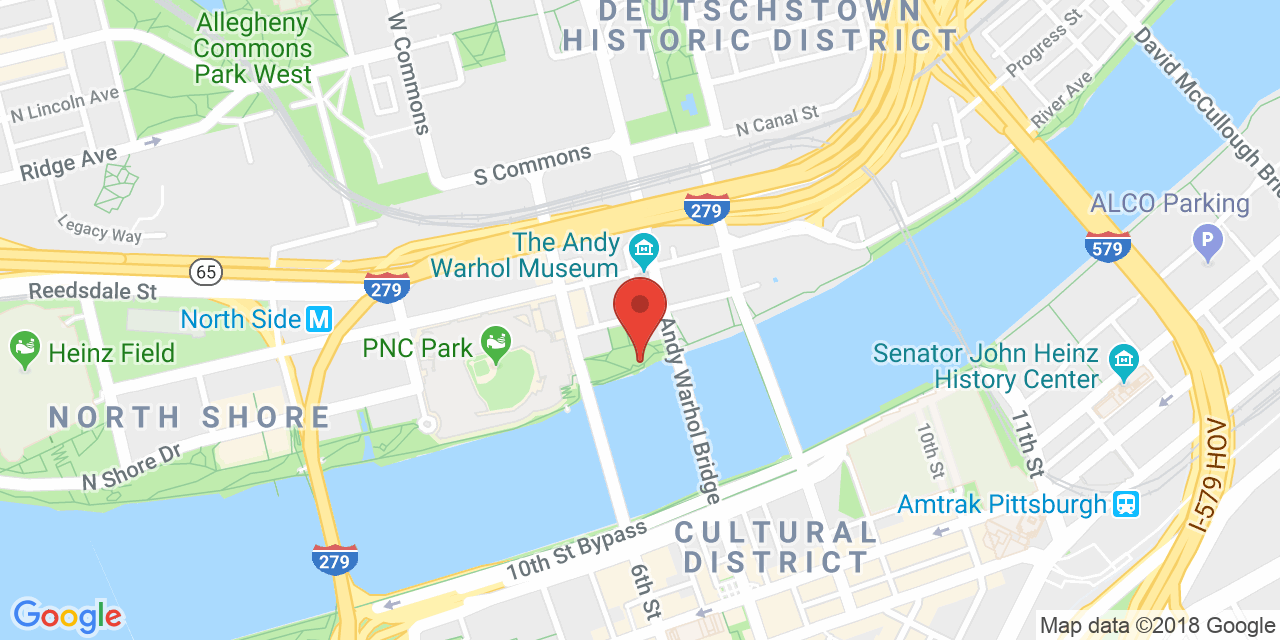 DEUTSCHSTOWN
HISTORIC DISTRICT
Allegheny
Commons
Park West
W Commons
Progress St
David McCullough Bri
N Lincoln Ave
River Ave
N Canal St
Ridge Ave
S Commons
ALCO Parking
P
279
579
Legacy Way
The Andy
Warhol Museum
65
Reedsdale St
279
North Side M
PNC Park
Heinz Field
Andy Warhol Bridge
Senator John Heinz
History Center
NORTH SHORE
10th St
11th St
I-579 HOV
N Shore Dr
Amtrak Pittsburgh
CULTURAL
DISTRICT
279
10th St Bypass
6th St
Google
Map data ©2018 Google